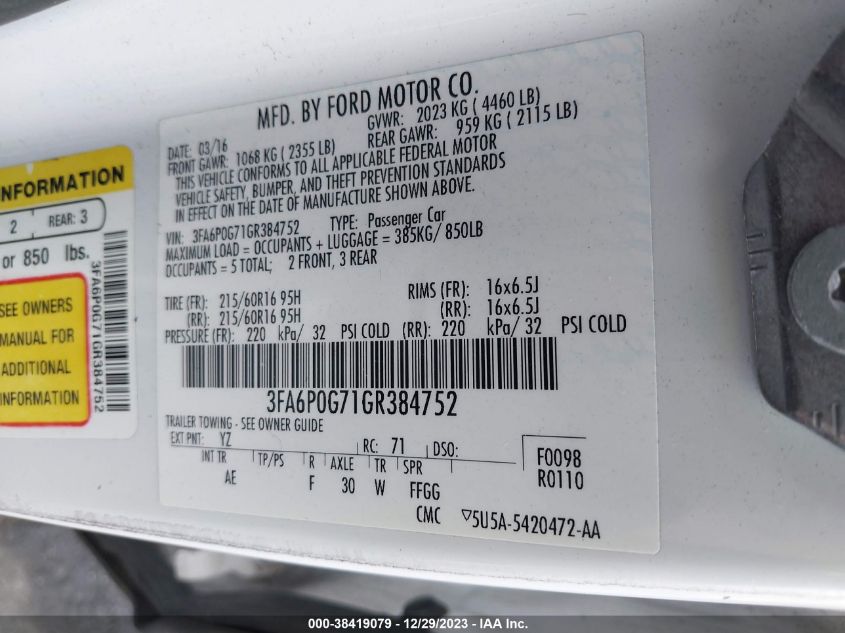 INFORMATION
2 REAR: 3
or 850 lbs.
SEE OWNERS
MANUAL FOR
ADDITIONAL
INFORMATION
3FA6P0G71GR384752
MFD. BY FORD MOTOR CO.
DATE: 03/16 GVWR: 2023 KG ( 4460 LB)
FRONT GAWR: 1068 KG ( 2355 LB) REAR GAWR: 959 KG ( 2115 LB)
THIS VEHICLE CONFORMS TO ALL APPLICABLE FEDERAL MOTOR
VEHICLE SAFETY, BUMPER, AND THEFT PREVENTION STANDARDS
IN EFFECT ON THE DATE OF MANUFACTURE SHOWN ABOVE.
VIN: 3FA6P0G71GR384752 TYPE: Passenger Car
MAXIMUM LOAD = OCCUPANTS + LUGGAGE = 385KG/ 850LB
OCCUPANTS = 5 TOTAL; 2 FRONT, 3 REAR
TIRE (FR): 215/60R16 95H RIMS (FR): 16x6.5J
(RR): 215/60R16 95H (RR): 16x6.5J
PRESSURE (FR): 220 kPa/ 32 PSI COLD (RR): 220 kPa/ 32 PSI COLD
3FA6P0G71GR384752
TRAILER TOWING - SEE OWNER GUIDE
EXT PNT: YZ RC: 71 DSO:
INT TR TP/PS R AXLE TR SPR
AE F 30 W FFGG
F0098
R0110
CMC ▽5U5A-5420472-AA
000-38419079 - 12/29/2023 - IAA Inc.